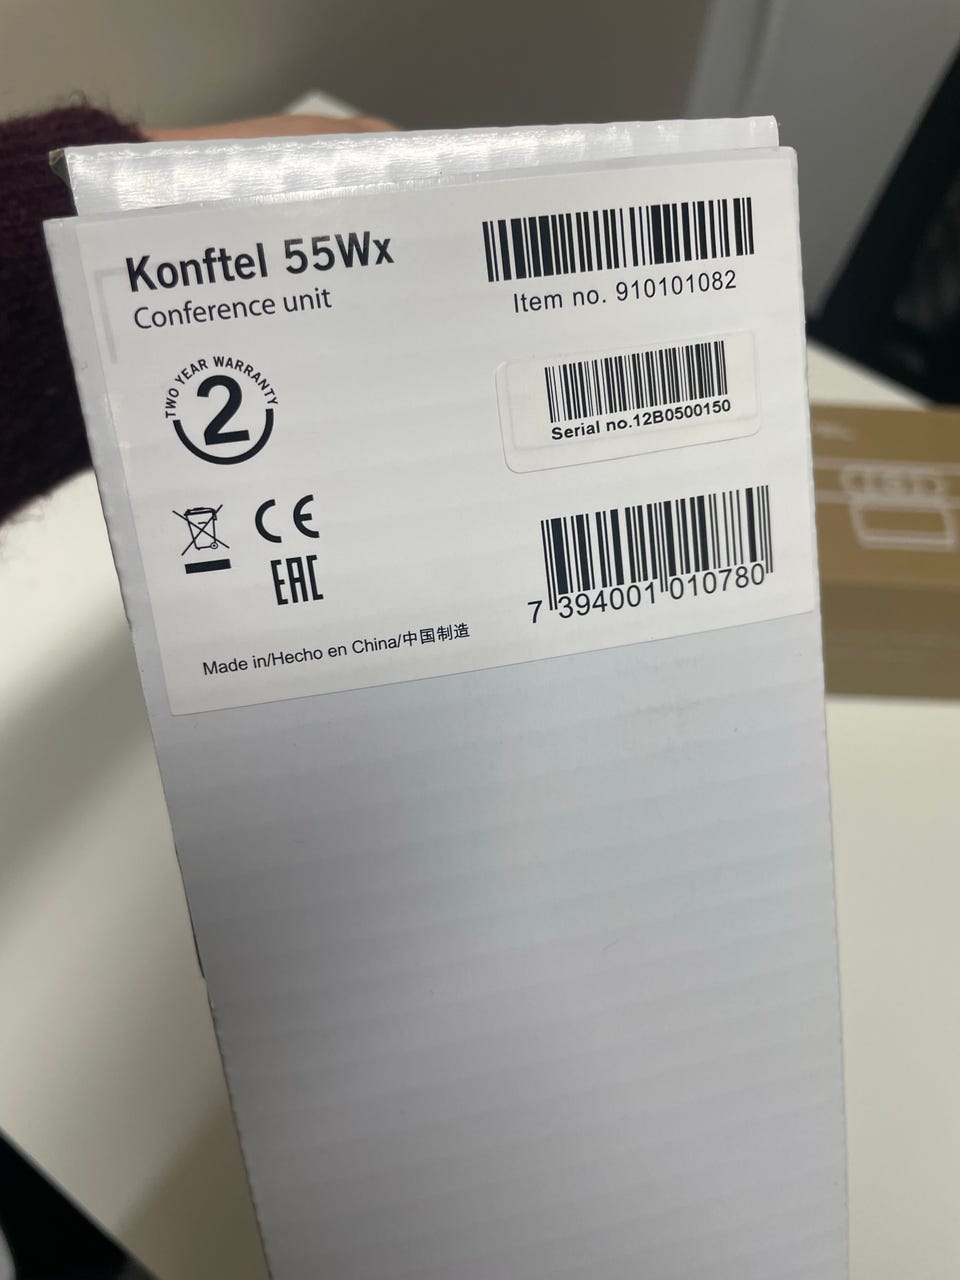 Konftel 55Wx
Conference unit
Item no. 910101082
TWO YEAR WARRANTY
2
Serial no.12B0500150
CE
EAC
7 394001 010780
Made in/Hecho en China/中国制造